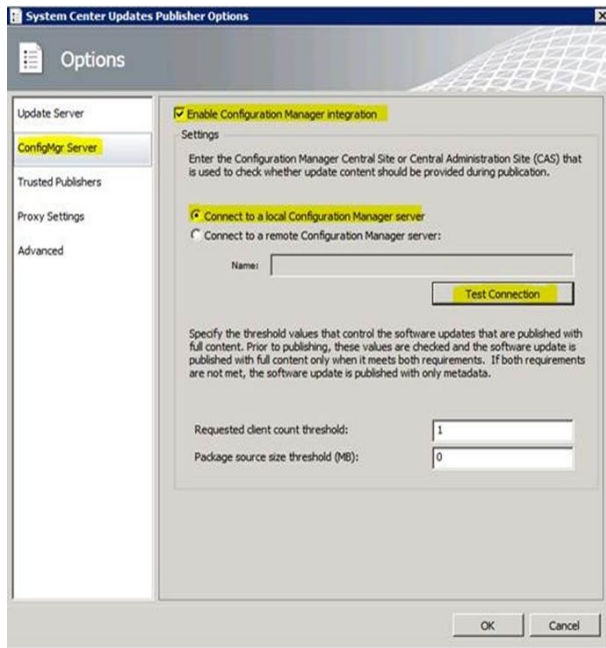 System Center Updates Publisher Options
Options
Update Server
ConfigMgr Server
Trusted Publishers
Proxy Settings
Advanced
Enable Configuration Manager integration
Settings
Enter the Configuration Manager Central Site or Central Administration Site (CAS) that
is used to check whether update content should be provided during publication.
Connect to a local Configuration Manager server
Connect to a remote Configuration Manager server:
Name:
Test Connection
Specify the threshold values that control the software updates that are published with
full content. Prior to publishing, these values are checked and the software update is
published with full content only when it meets both requirements. If both requirements
are not met, the software update is published with only metadata.
Requested client count threshold: 1
Package source size threshold (MB): 0
OK Cancel